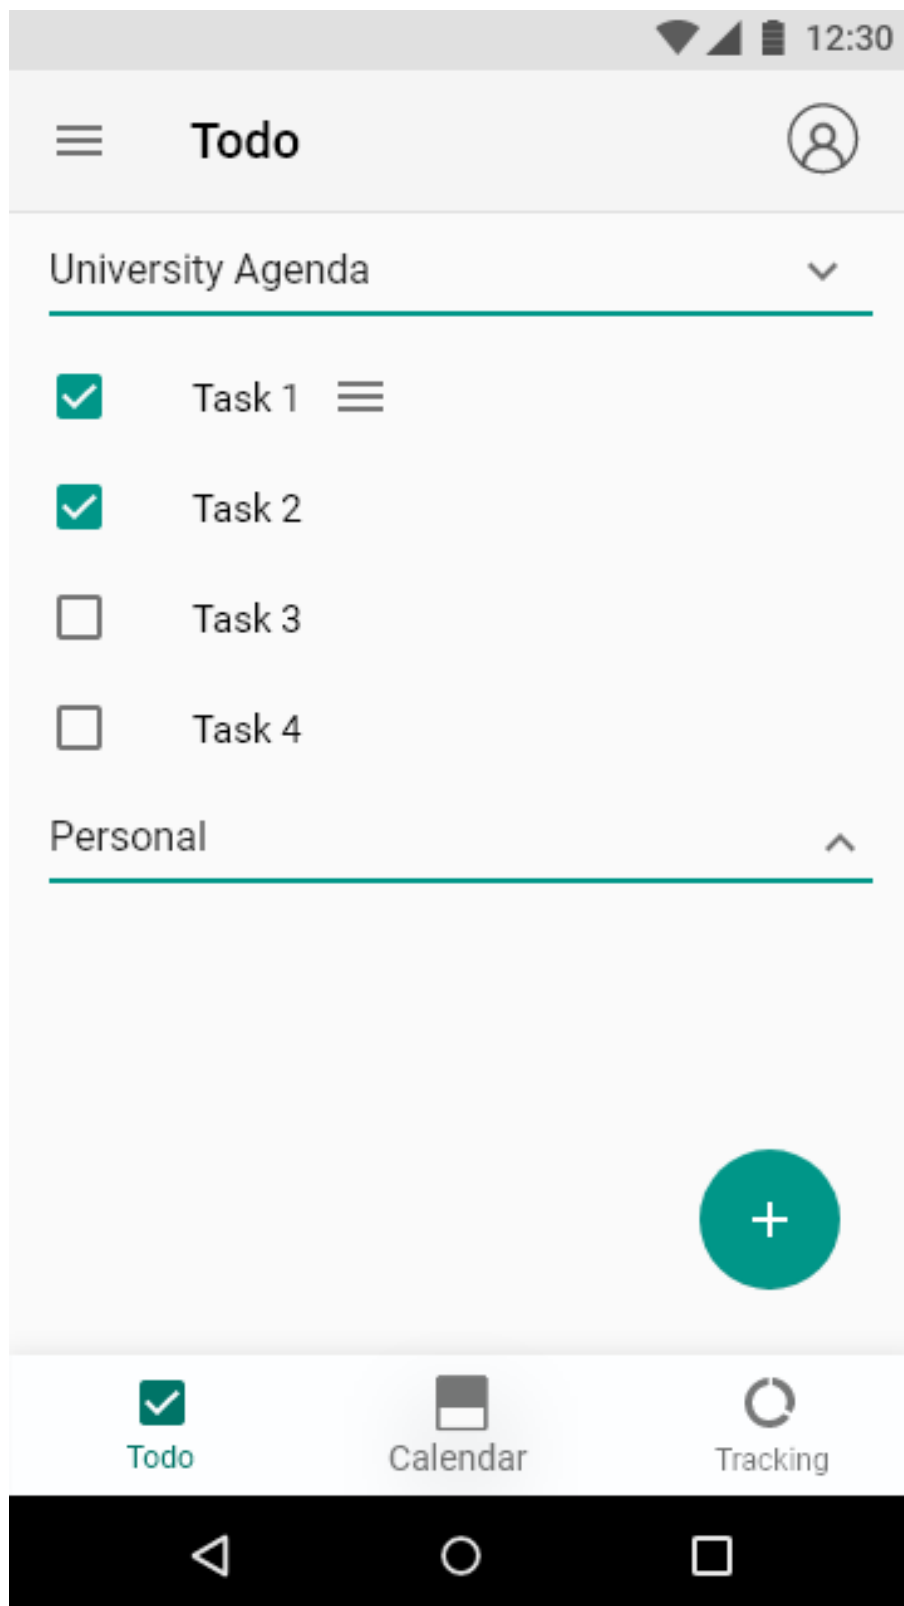 12:30
Todo
University Agenda
Task 1
Task 2
Task 3
Task 4
Personal
Todo
Calendar
Tracking